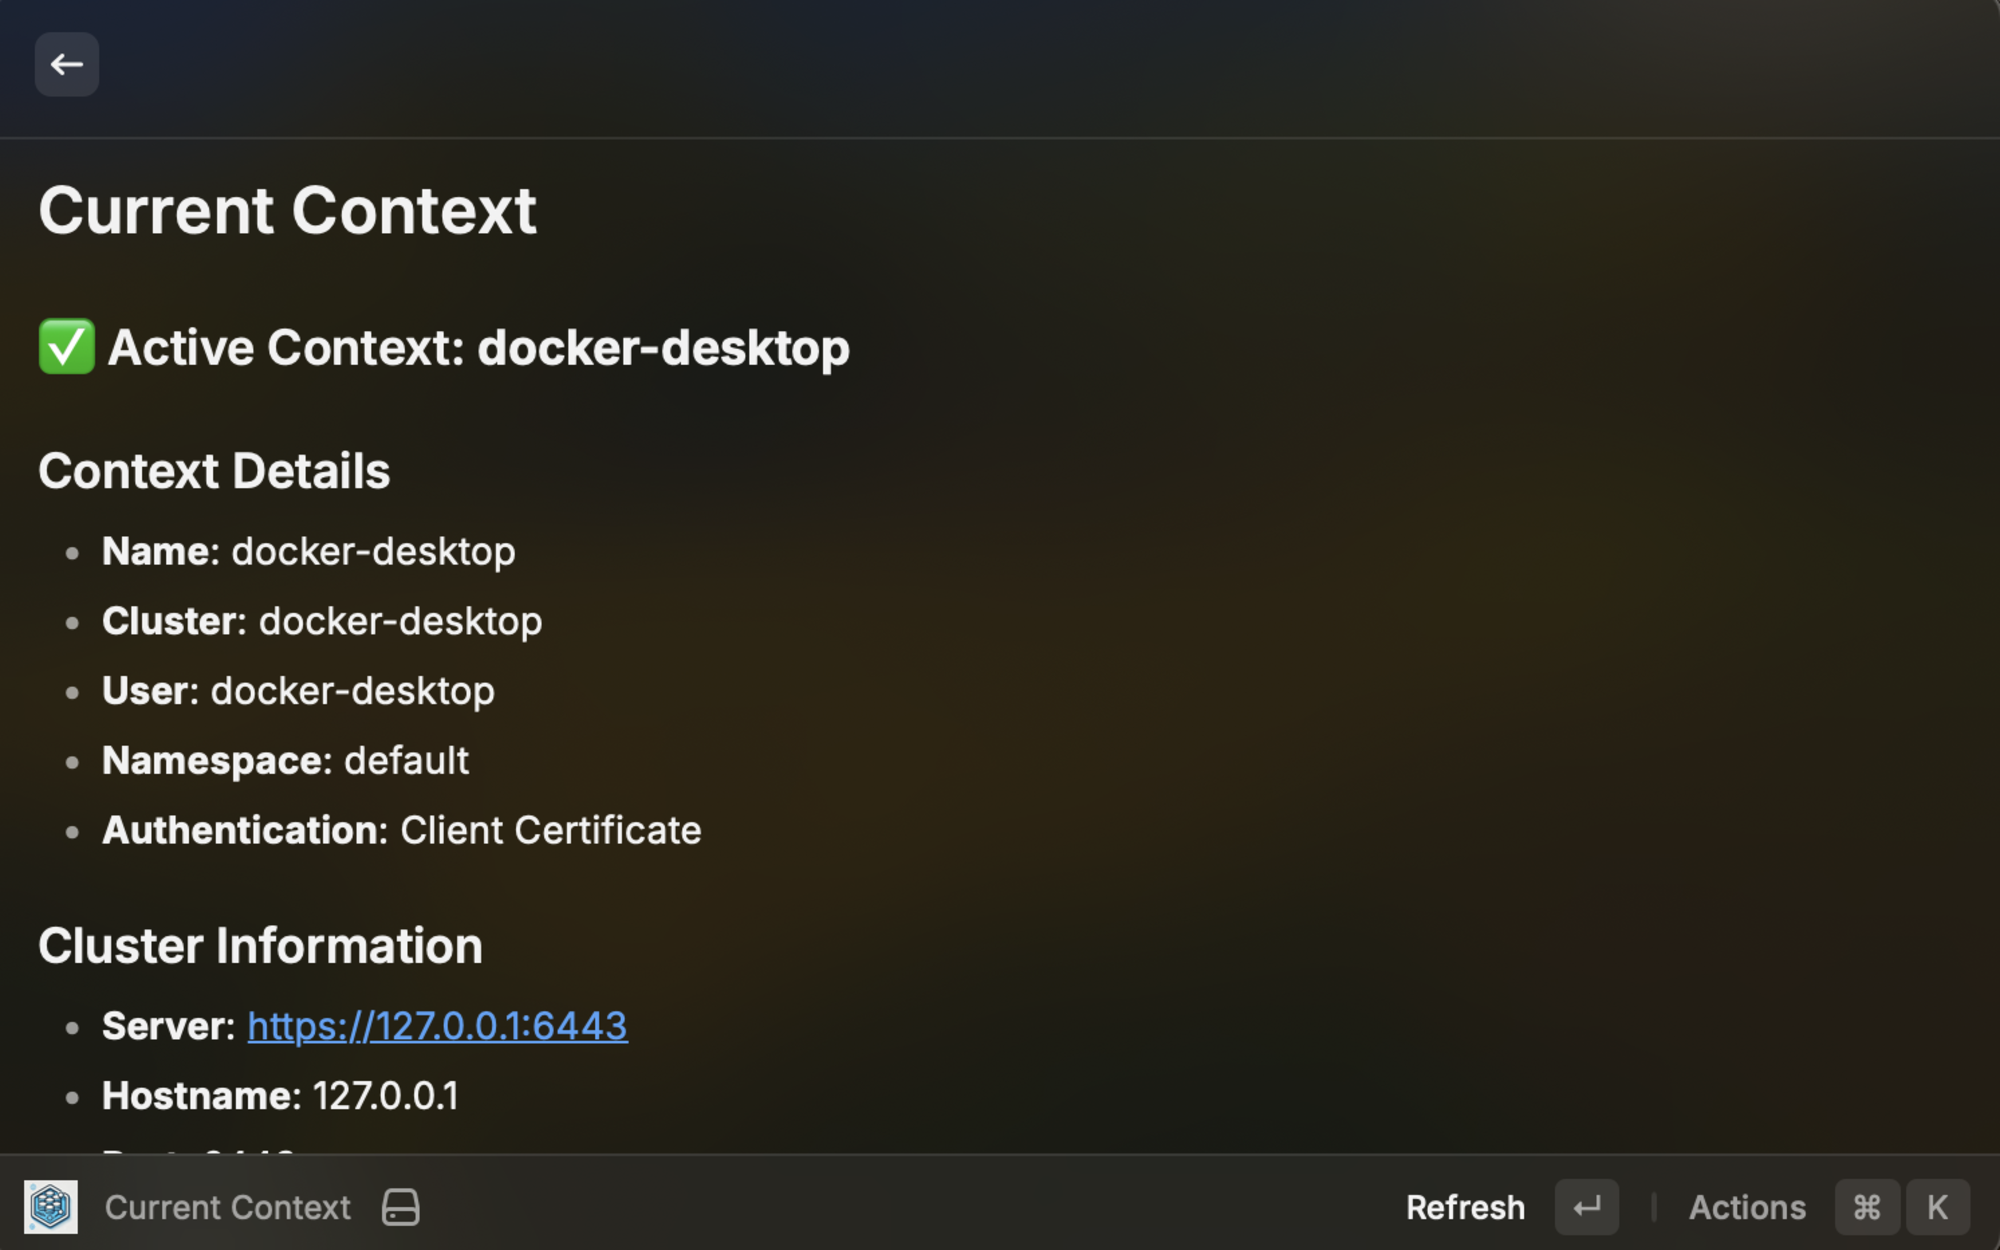 Current Context
✅ Active Context: docker-desktop
Context Details
• Name: docker-desktop
• Cluster: docker-desktop
• User: docker-desktop
• Namespace: default
• Authentication: Client Certificate
Cluster Information
• Server: https://127.0.0.1:6443
• Hostname: 127.0.0.1
Current Context
Refresh ↵ | Actions ⌘ K